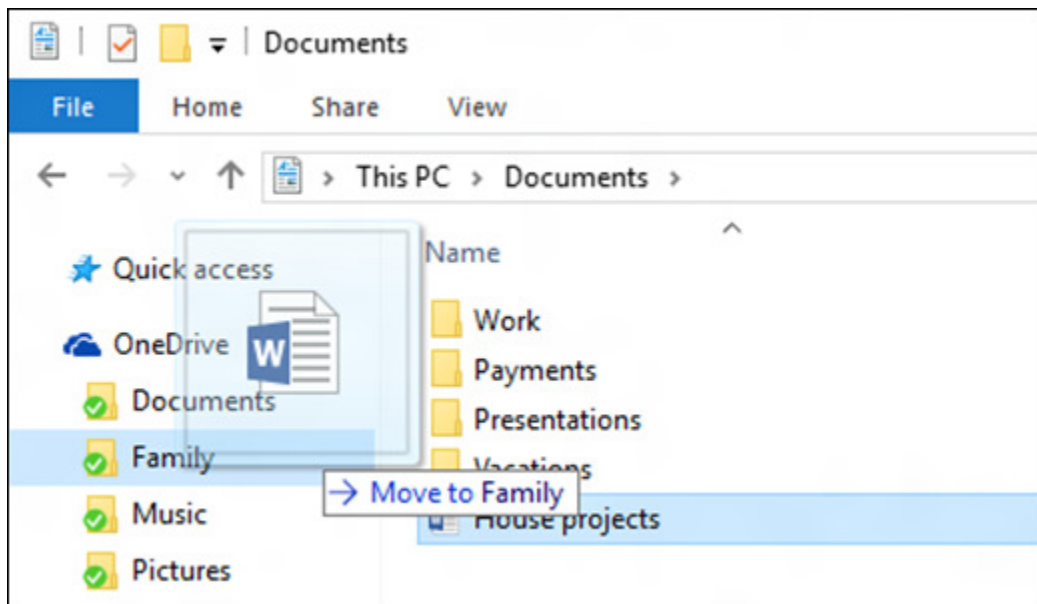 Documents
File Home Share View
This PC > Documents >
Quick access
OneDrive
Documents
Family
Music
Pictures
Name
Work
Payments
Presentations
Vacations
House projects
W
→ Move to Family